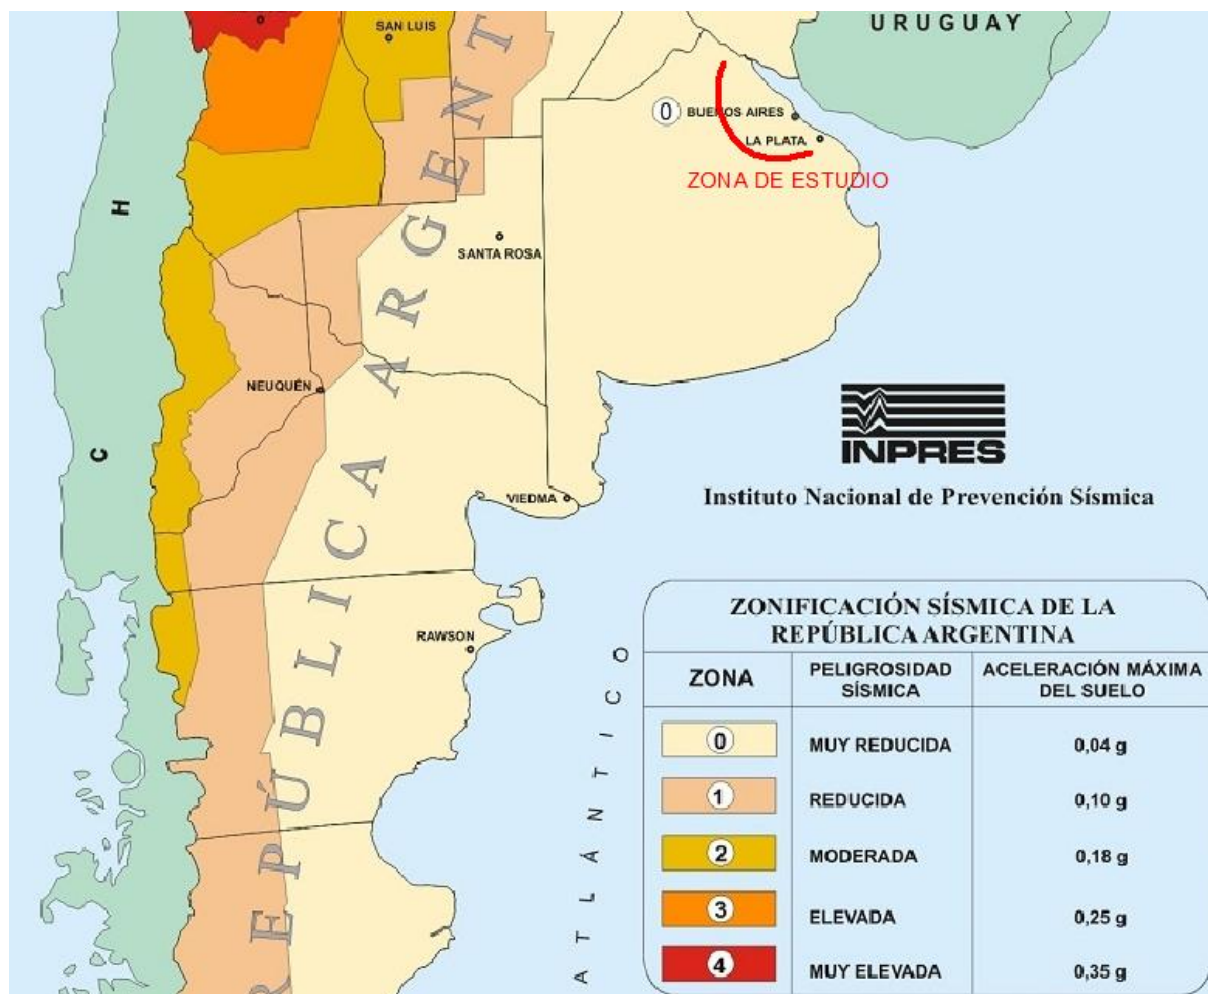 URUGUAY
SAN LUIS
0
BUENOS AIRES
LA PLATA
ZONA DE ESTUDIO
SANTA ROSA
NEUQUÉN
VIEDMA
RAWSON
CH
REPÚBLICA ARGENT
ATLÁNTICO
INPRES
Instituto Nacional de Prevención Sísmica
ZONIFICACIÓN SÍSMICA DE LA
REPÚBLICA ARGENTINA
ZONA PELIGROSIDAD SÍSMICA ACELERACIÓN MÁXIMA DEL SUELO
0 MUY REDUCIDA 0,04 g
1 REDUCIDA 0,10 g
2 MODERADA 0,18 g
3 ELEVADA 0,25 g
4 MUY ELEVADA 0,35 g